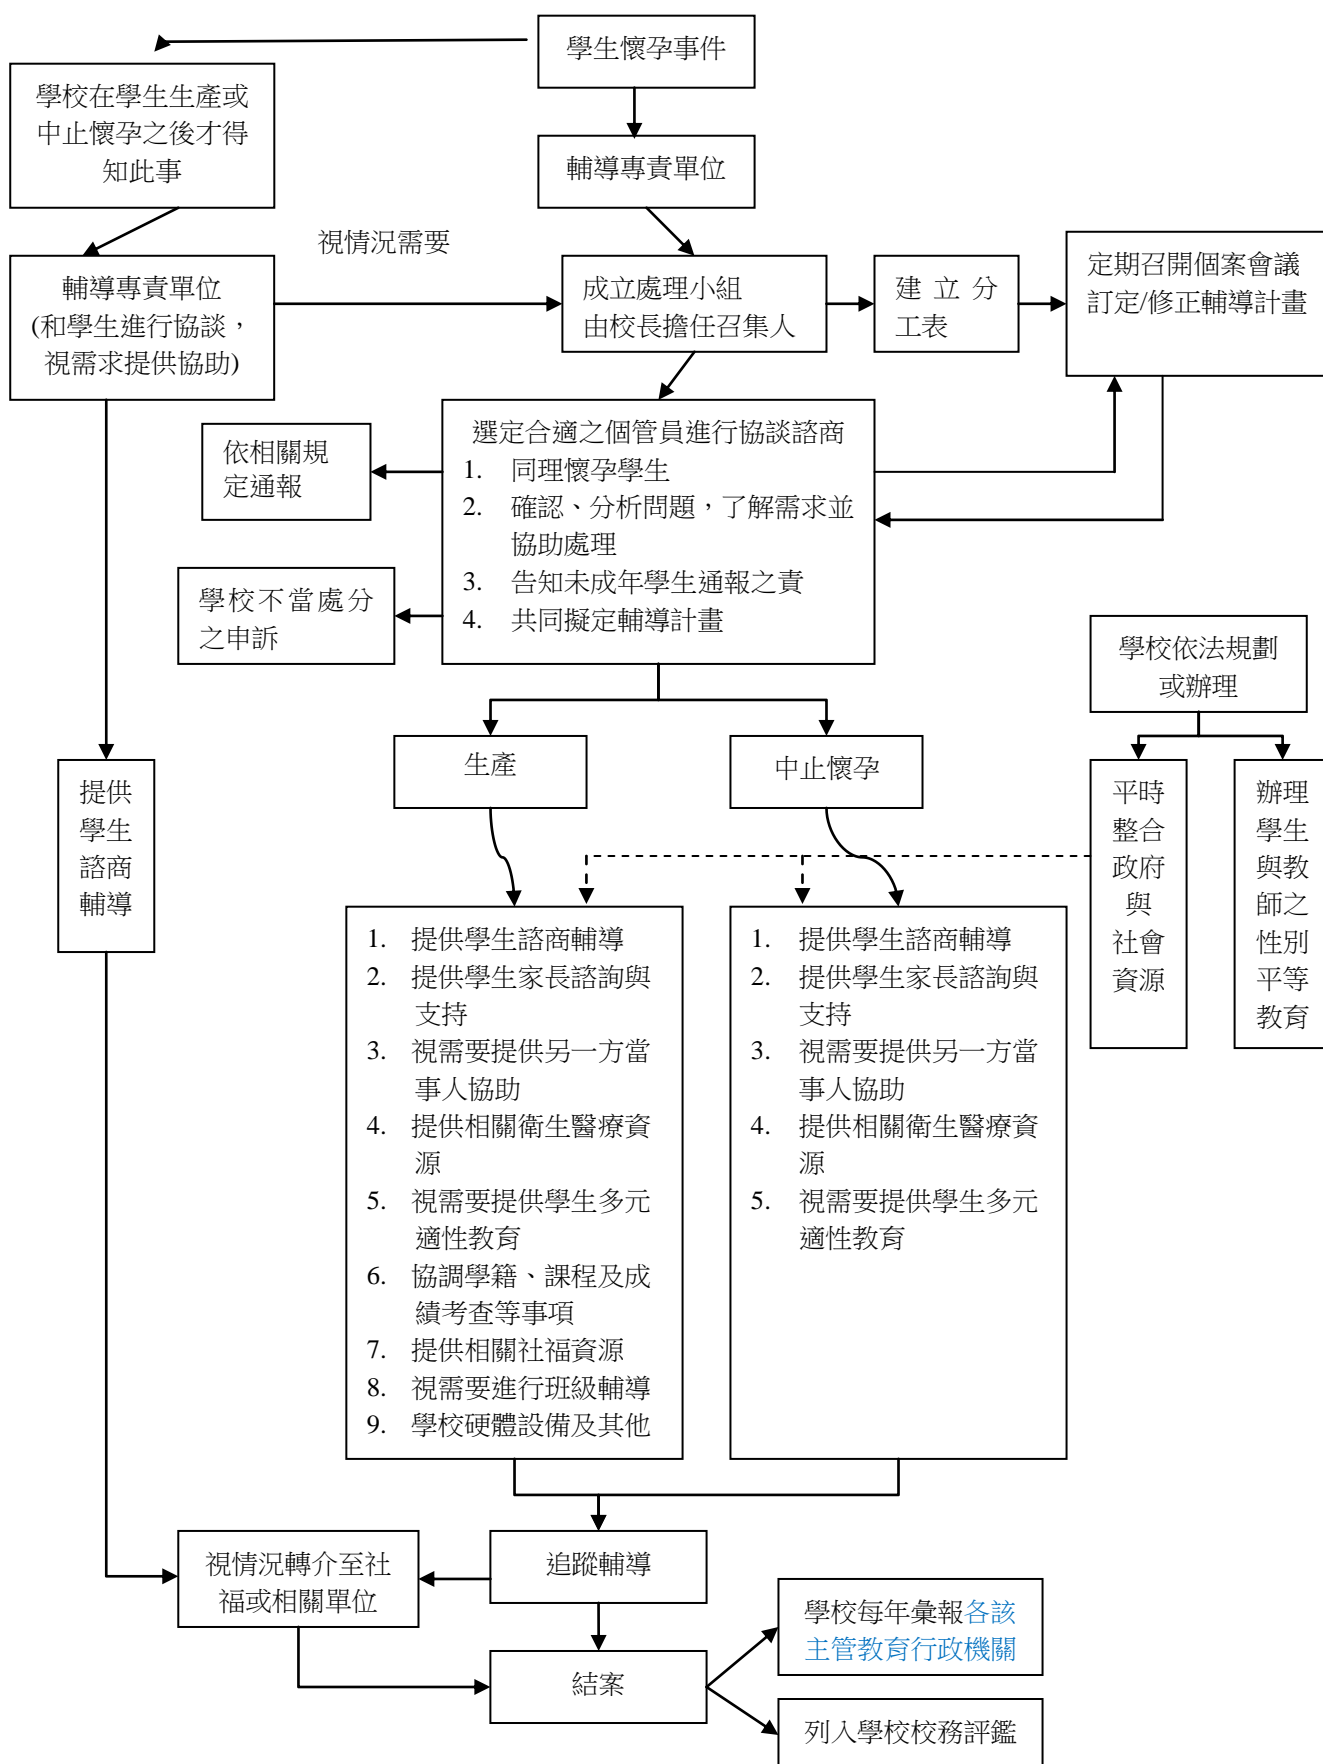 學生懷孕事件
學校在學生生產或
中止懷孕之後才得
知此事
輔導專責單位
視情況需要
輔導專責單位
(和學生進行協談，
視需求提供協助)
成立處理小組
由校長擔任召集人
建立分
工表
定期召開個案會議
訂定/修正輔導計畫
選定合適之個管員進行協談諮商
1. 同理懷孕學生
2. 確認、分析問題，了解需求並
協助處理
3. 告知未成年學生通報之責
4. 共同擬定輔導計畫
依相關規
定通報
學校不當處分
之申訴
學校依法規劃
或辦理
生產
中止懷孕
提供
學生
諮商
輔導
平時
整合
政府
與
社會
資源
辦理
學生
與教
師之
性別
平等
教育
1. 提供學生諮商輔導
2. 提供學生家長諮詢與
支持
3. 視需要提供另一方當
事人協助
4. 提供相關衛生醫療資
源
5. 視需要提供學生多元
適性教育
6. 協調學籍、課程及成
績考查等事項
7. 提供相關社福資源
8. 視需要進行班級輔導
9. 學校硬體設備及其他
1. 提供學生諮商輔導
2. 提供學生家長諮詢與
支持
3. 視需要提供另一方當
事人協助
4. 提供相關衛生醫療資
源
5. 視需要提供學生多元
適性教育
視情況轉介至社
福或相關單位
追蹤輔導
結案
學校每年彙報各該
主管教育行政機關
列入學校校務評鑑